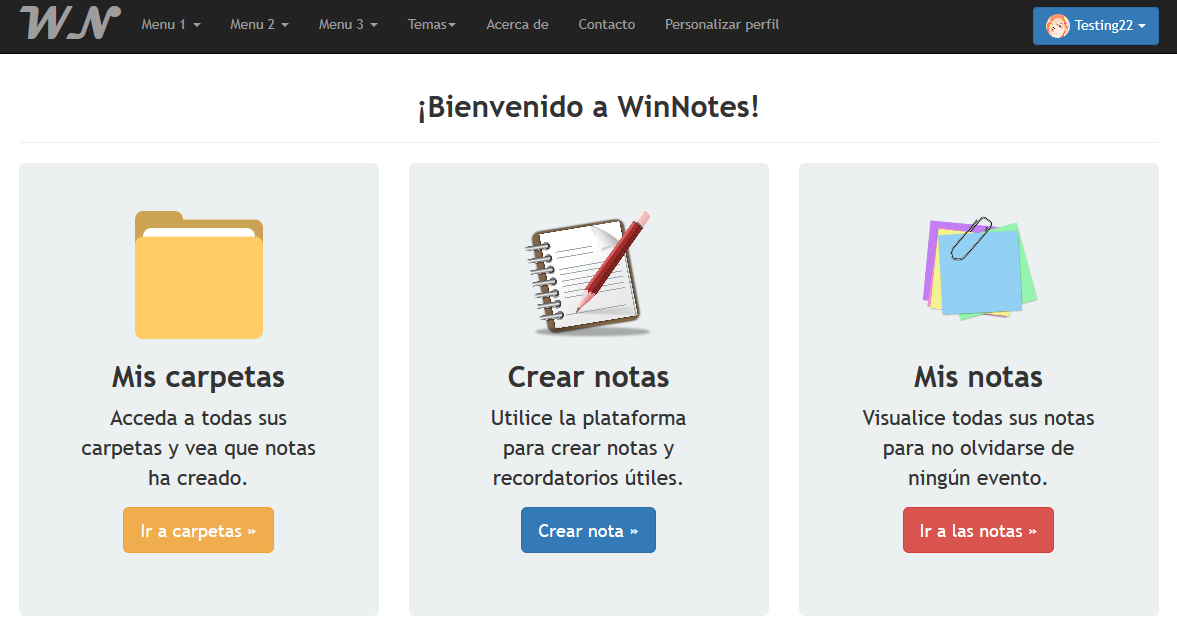 WN Menu 1 Menu 2 Menu 3 Temas Acerca de Contacto Personalizar perfil Testing22
¡Bienvenido a WinNotes!
Mis carpetas
Acceda a todas sus
carpetas y vea que notas
ha creado.
Ir a carpetas »
Crear notas
Utilice la plataforma
para crear notas y
recordatorios útiles.
Crear nota »
Mis notas
Visualice todas sus notas
para no olvidarse de
ningún evento.
Ir a las notas »